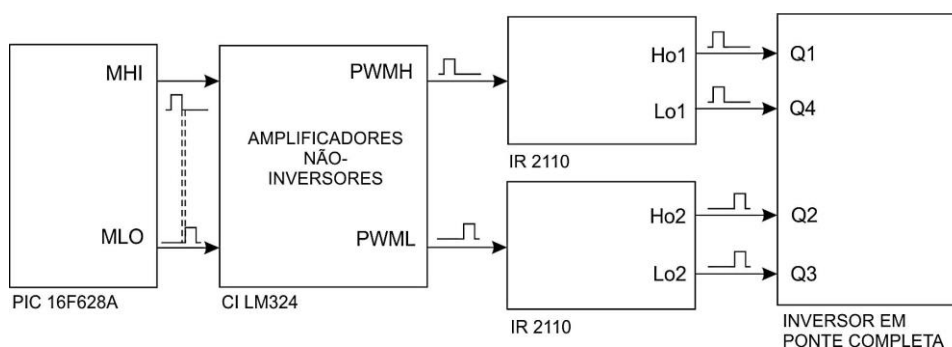 MHI
MLO
PIC 16F628A
PWMH
AMPLIFICADORES
NÃO-
INVERSORES
PWML
CI LM324
Ho1
Lo1
IR 2110
Ho2
Lo2
IR 2110
Q1
Q4
Q2
Q3
INVERSOR EM
PONTE COMPLETA